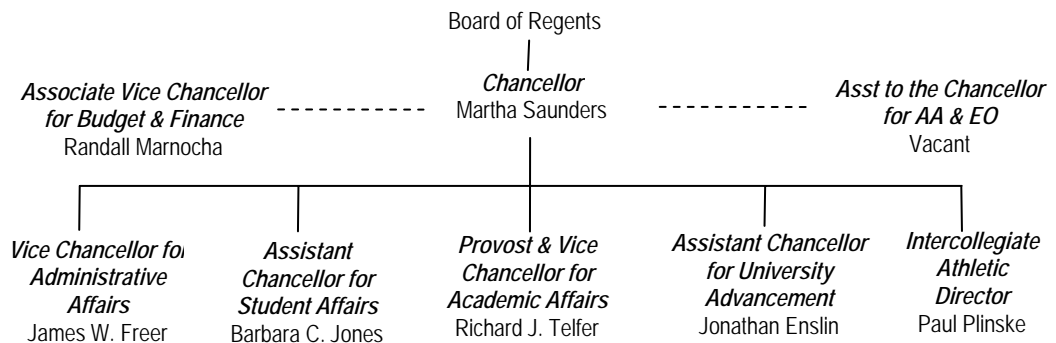 Board of Regents
Chancellor
Martha Saunders
Associate Vice Chancellor
for Budget & Finance
Randall Marnocha
Asst to the Chancellor
for AA & EO
Vacant
Vice Chancellor for
Administrative
Affairs
James W. Freer
Assistant
Chancellor for
Student Affairs
Barbara C. Jones
Provost & Vice
Chancellor for
Academic Affairs
Richard J. Telfer
Assistant Chancellor
for University
Advancement
Jonathan Enslin
Intercollegiate
Athletic
Director
Paul Plinske